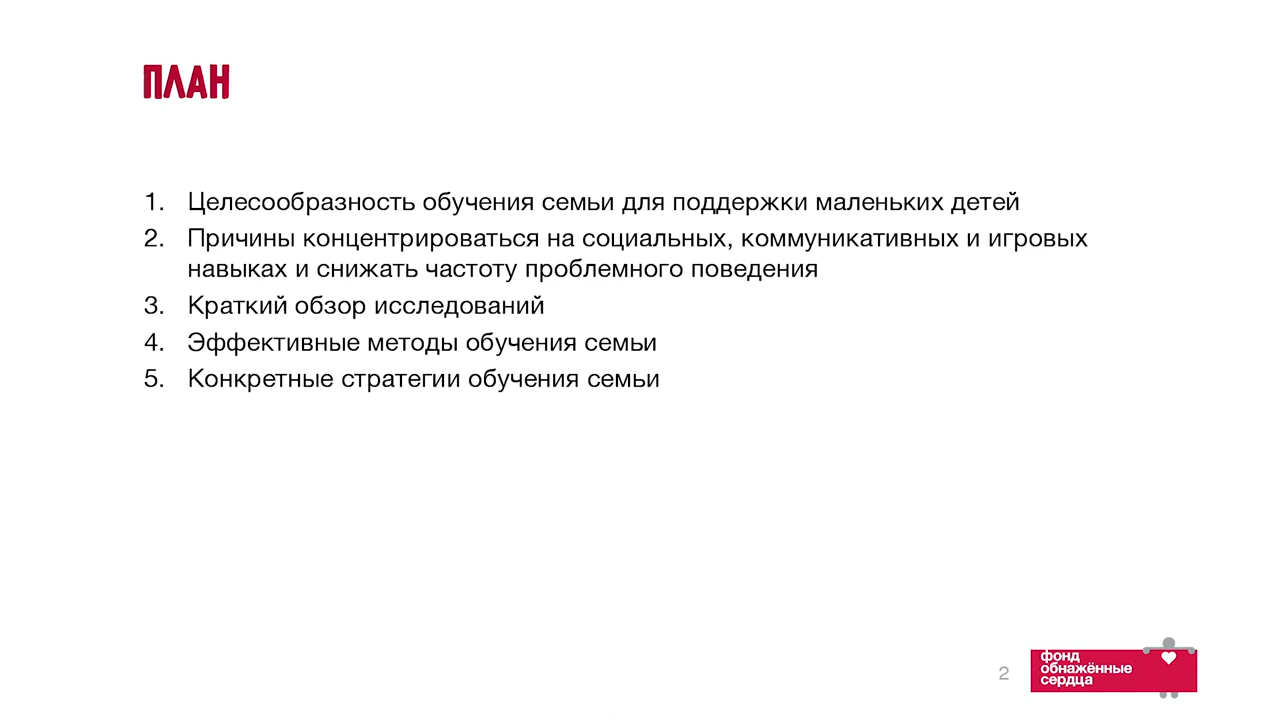 ПЛАН
1. Целесообразность обучения семьи для поддержки маленьких детей
2. Причины концентрироваться на социальных, коммуникативных и игровых
навыках и снижать частоту проблемного поведения
3. Краткий обзор исследований
4. Эффективные методы обучения семьи
5. Конкретные стратегии обучения семьи
2
фонд
обнажённые
сердца